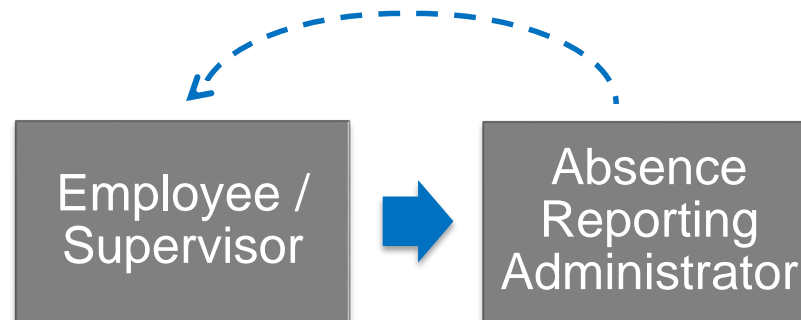 Employee /
Supervisor
Absence
Reporting
Administrator